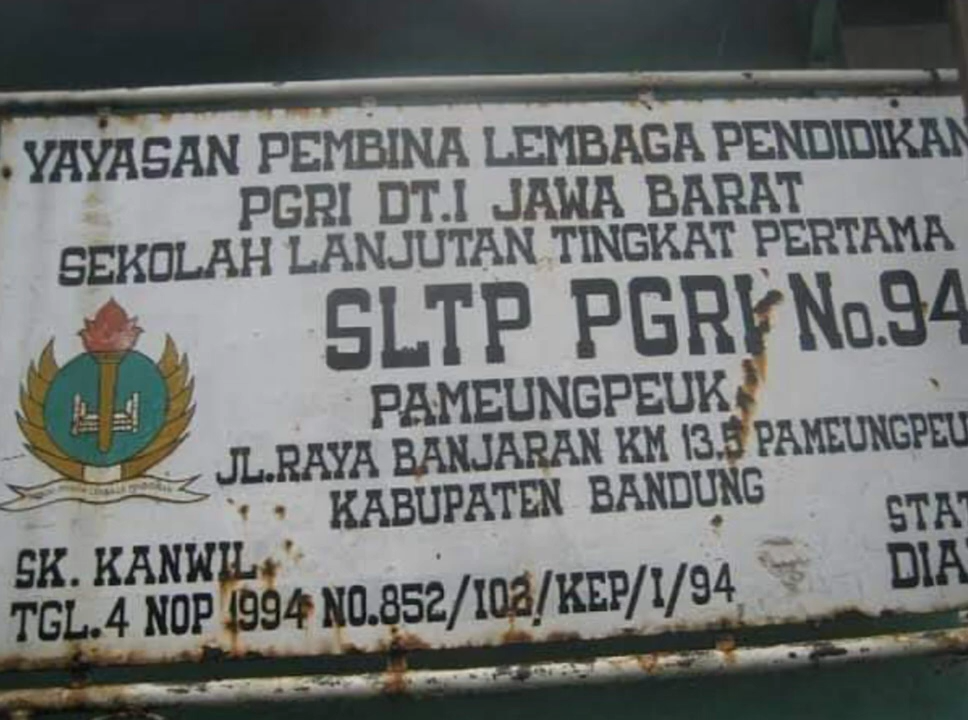 YAYASAN PEMBINA LEMBAGA PENDIDIKAN
PGRI DT.I JAWA BARAT
SEKOLAH LANJUTAN TINGKAT PERTAMA
SLTP PGRI No.94
PAMEUNGPEUK
JL.RAYA BANJARAN KM 13.5 PAMEUNGPEU
KABUPATEN BANDUNG
STAT
DIA
SK. KANWIL.
TGL.4 NOP 1994 NO.852/102/KEP/I/94